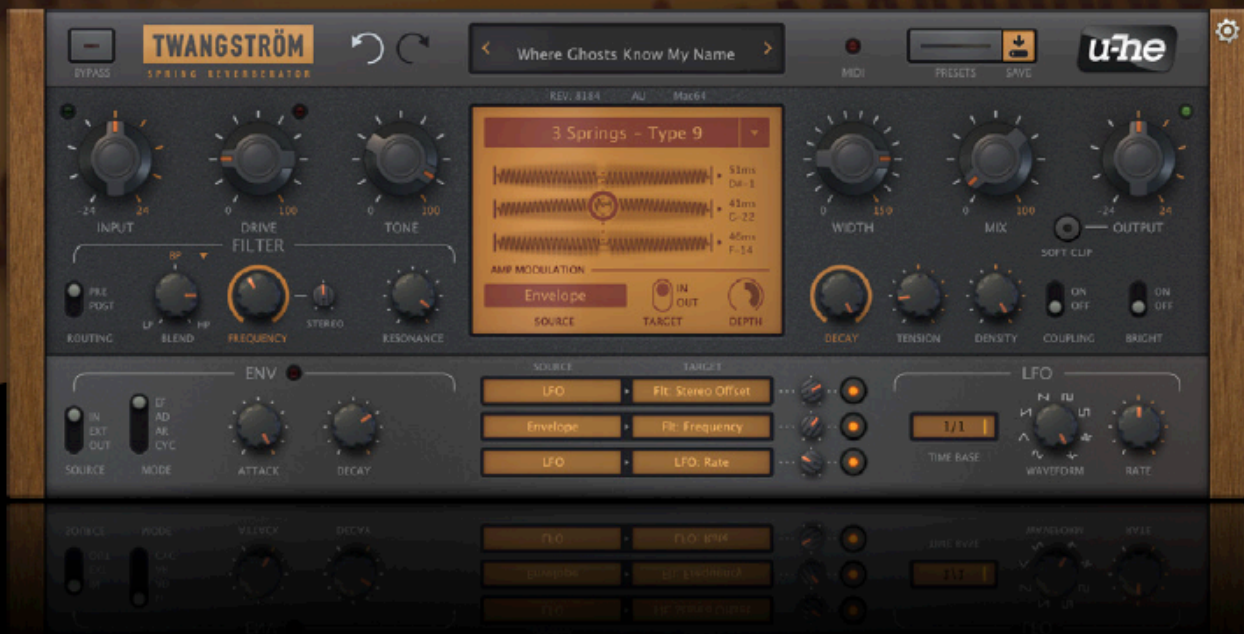 TWANGSTRÖM
SPRING REVERBERATOR
BYPASS
Where Ghosts Know My Name
MIDI
PRESETS
SAVE
u-he
REV. 8184 AU Mac64
-24 24
INPUT
0 100
DRIVE
0 100
TONE
3 Springs - Type 9
51ms
D#-1
41ms
G-22
46ms
F-14
0 150
WIDTH
0 100
MIX
-24 24
OUTPUT
SOFT CLIP
FILTER
PRE
POST
ROUTING
BP
LP HP
BLEND
FREQUENCY
STEREO
RESONANCE
AMP MODULATION
Envelope
SOURCE
IN
OUT
TARGET
DEPTH
DECAY
TENSION
DENSITY
ON
OFF
COUPLING
ON
OFF
BRIGHT
ENV
IN
EXT
OUT
SOURCE
EF
AD
AR
CYC
MODE
ATTACK
DECAY
SOURCE TARGET
LFO Flt: Stereo Offset
Envelope Flt: Frequency
LFO LFO: Rate
LFO
1/1
TIME BASE
WAVEFORM
RATE